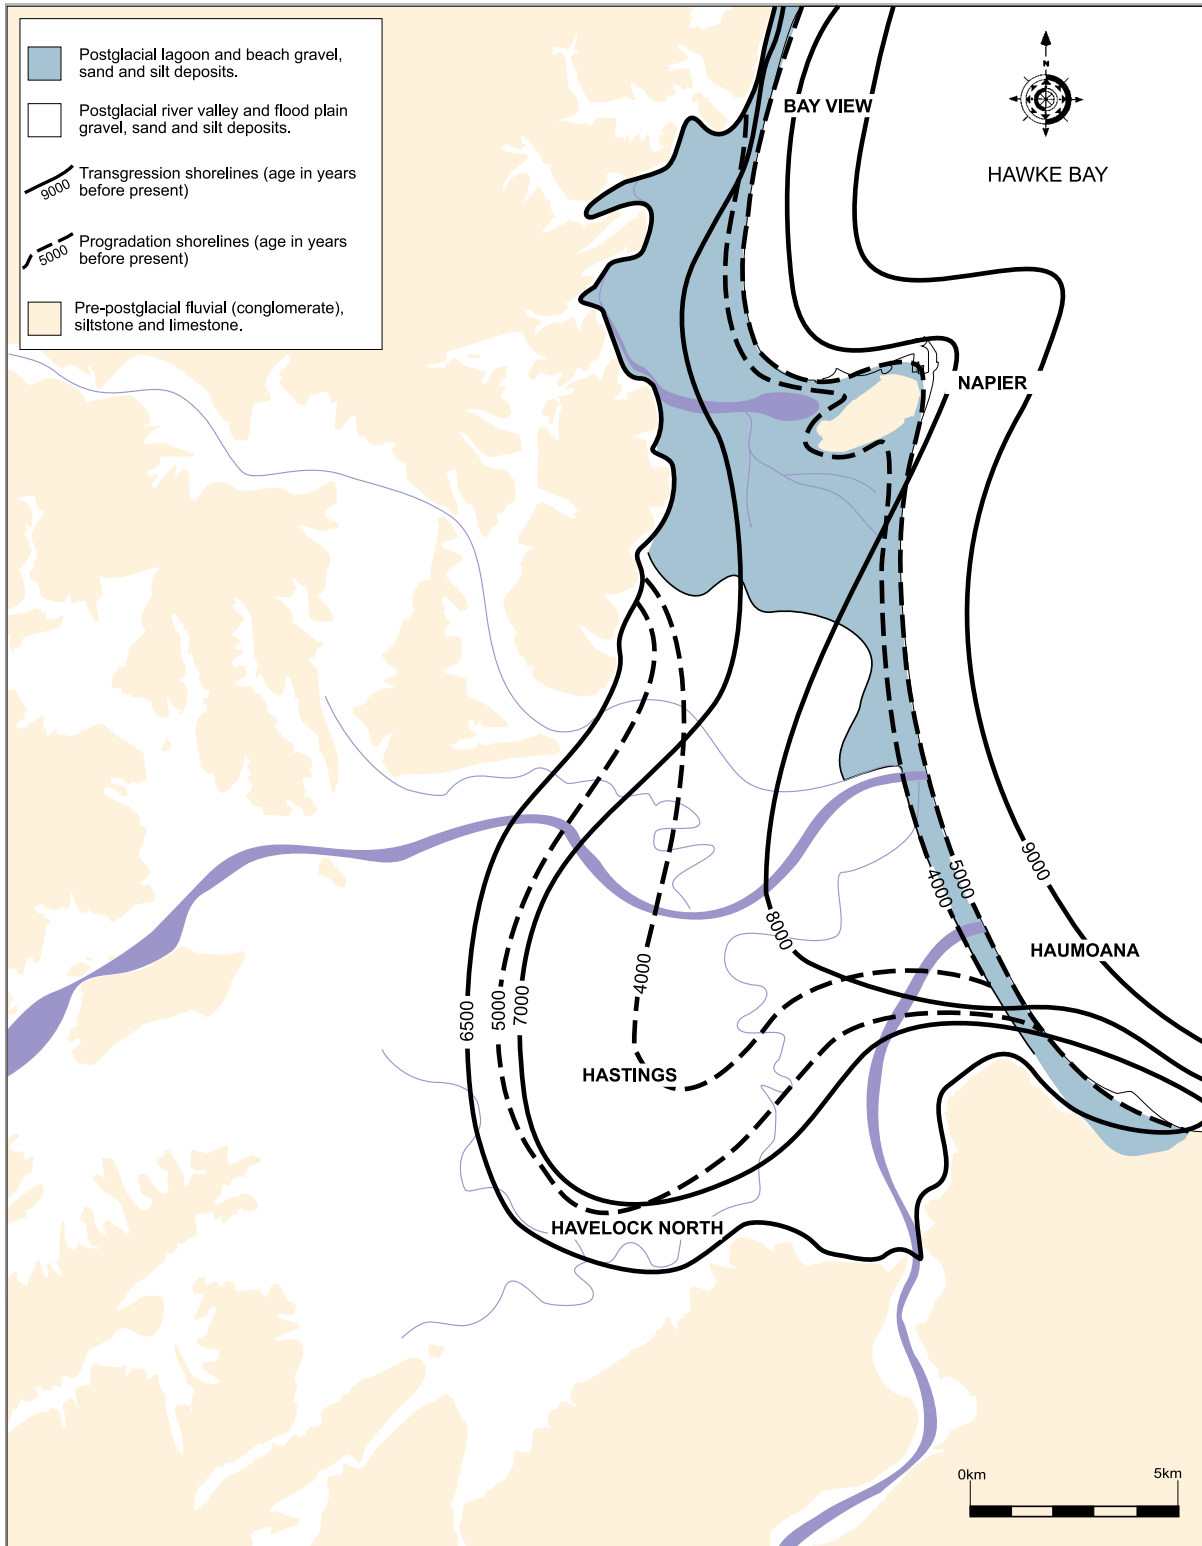 Postglacial lagoon and beach gravel,
sand and silt deposits.
Postglacial river valley and flood plain
gravel, sand and silt deposits.
9000
Transgression shorelines (age in years
before present)
5000
Progradation shorelines (age in years
before present)
Pre-postglacial fluvial (conglomerate),
siltstone and limestone.
N
BAY VIEW
HAWKE BAY
NAPIER
9000
5000
4000
8000
HAUMOANA
4000
5000
7000
6500
HASTINGS
HAVELOCK NORTH
0km
5km